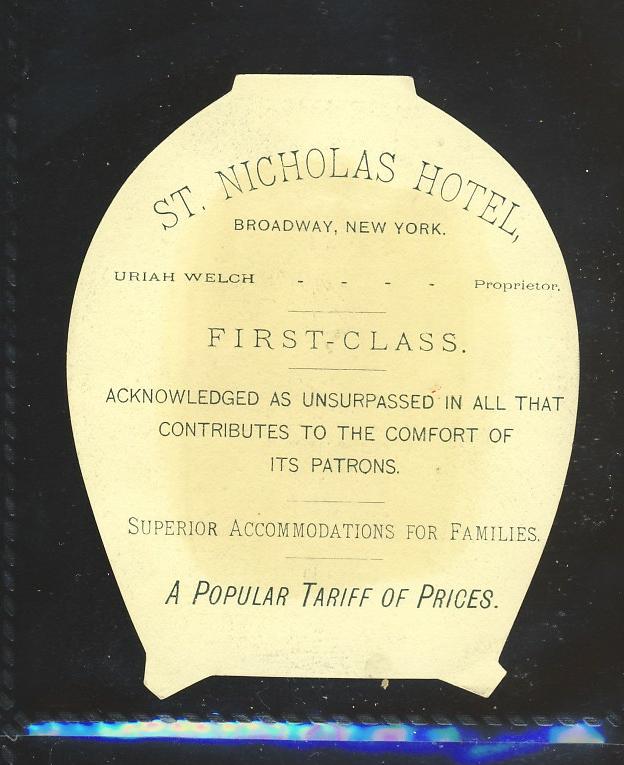 ST. NICHOLAS HOTEL,
BROADWAY, NEW YORK.
URIAH WELCH - - - - Proprietor.
FIRST-CLASS.
ACKNOWLEDGED AS UNSURPASSED IN ALL THAT
CONTRIBUTES TO THE COMFORT OF
ITS PATRONS.
SUPERIOR ACCOMMODATIONS FOR FAMILIES.
A POPULAR TARIFF OF PRICES.